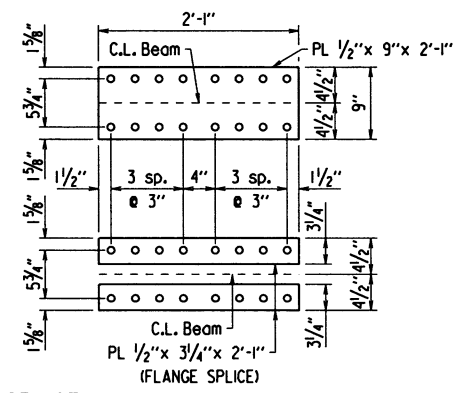 2'-1"
C.L. Beam
PL 1/2"x 9"x 2'-1"
1 5/8"
5 3/4"
1 5/8"
4 1/2"
4 1/2"
9"
1 1/2"
3 sp.
@ 3"
4"
3 sp.
@ 3"
1 1/2"
1 5/8"
5 3/4"
1 5/8"
3 1/4"
3 1/4"
4 1/2"
4 1/2"
C.L. Beam
PL 1/2"x 3 1/4"x 2'-1"
(FLANGE SPLICE)